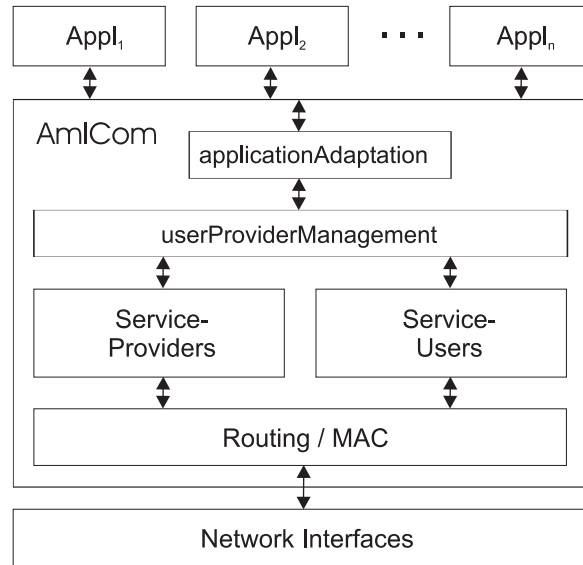 Appl₁ Appl₂ ... Applₙ
AmICom
applicationAdaptation
userProviderManagement
Service-
Providers
Service-
Users
Routing / MAC
Network Interfaces